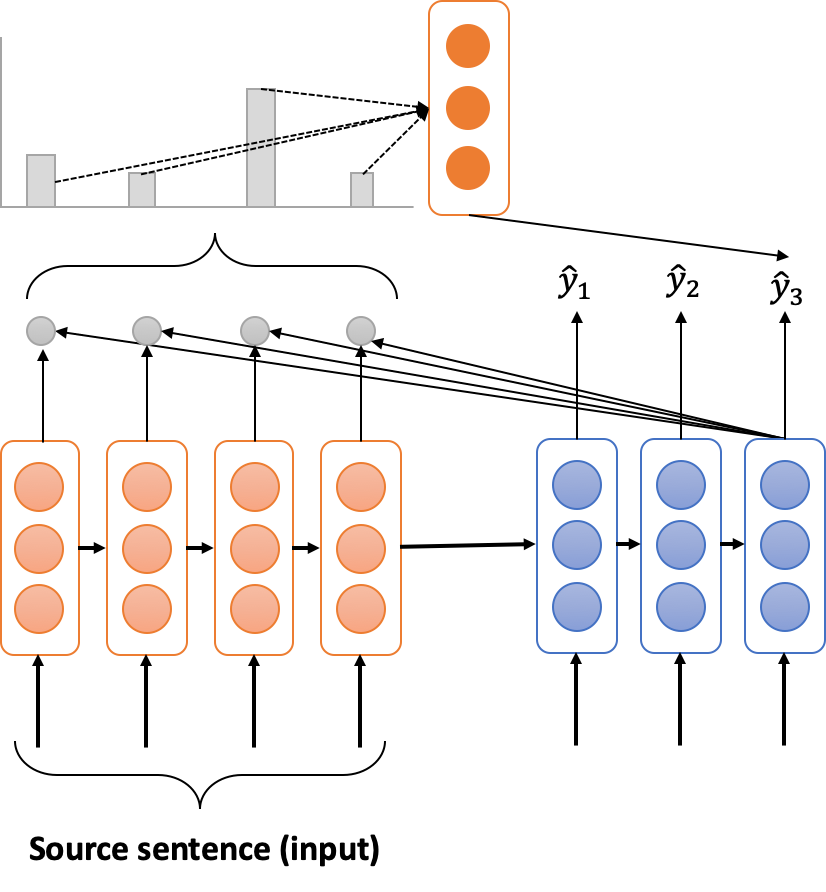 ŷ₁ ŷ₂ ŷ₃
Source sentence (input)